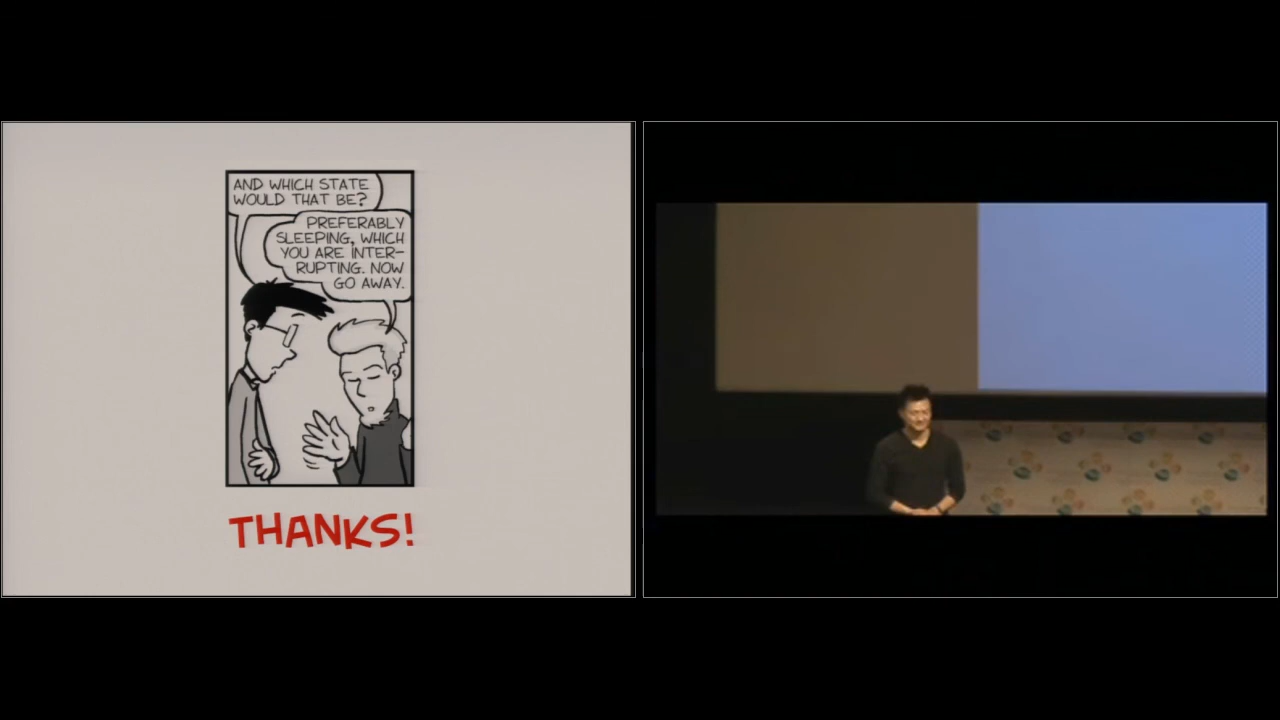 AND WHICH STATE
WOULD THAT BE?
PREFERABLY
SLEEPING, WHICH
YOU ARE INTER-
RUPTING. NOW
GO AWAY.
THANKS!